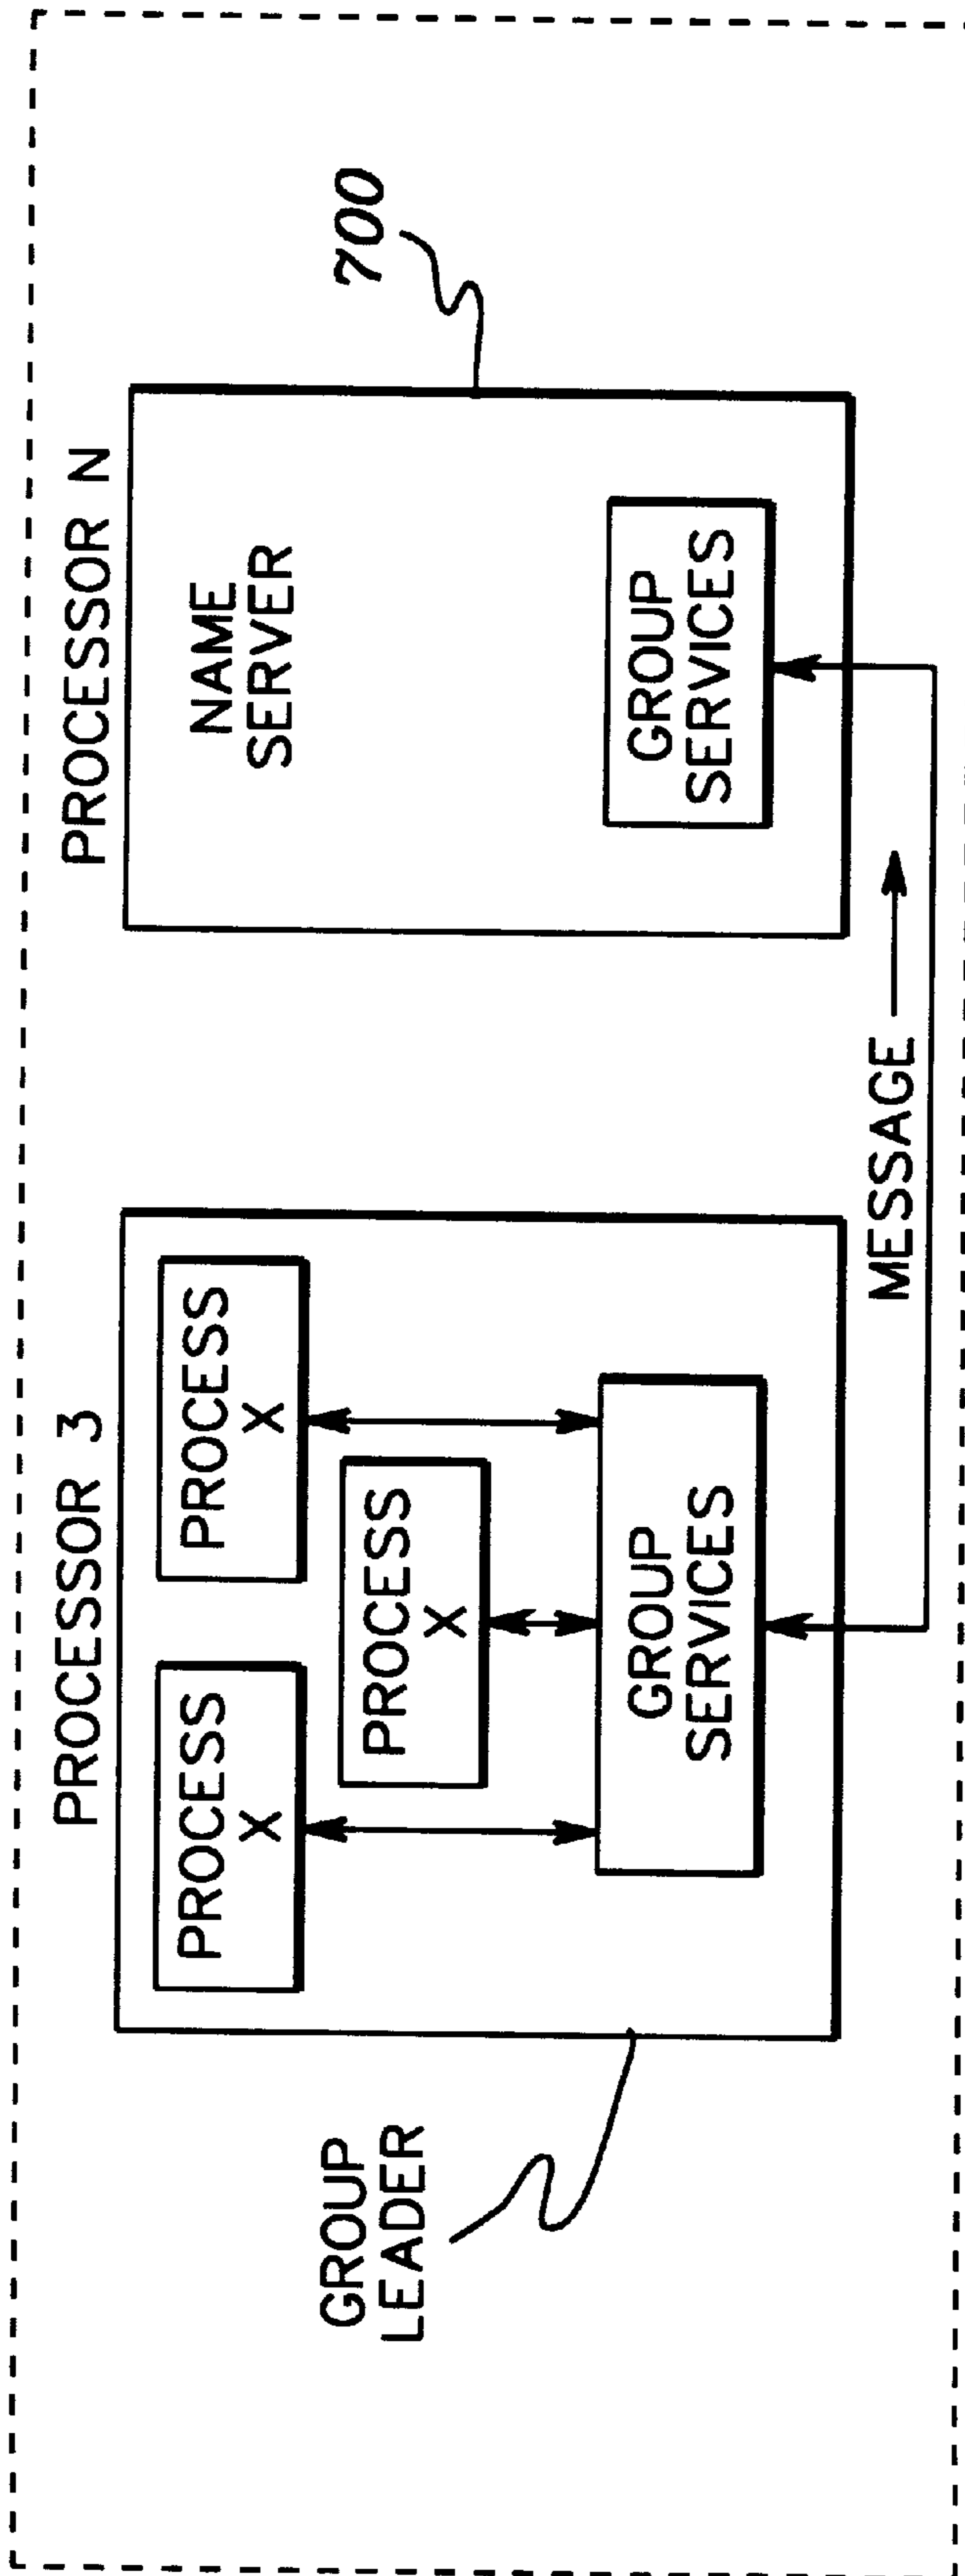 PROCESSOR 3
PROCESS
X
PROCESS
X
PROCESS
X
GROUP
SERVICES
GROUP
LEADER
MESSAGE
PROCESSOR N
NAME
SERVER
GROUP
SERVICES
700